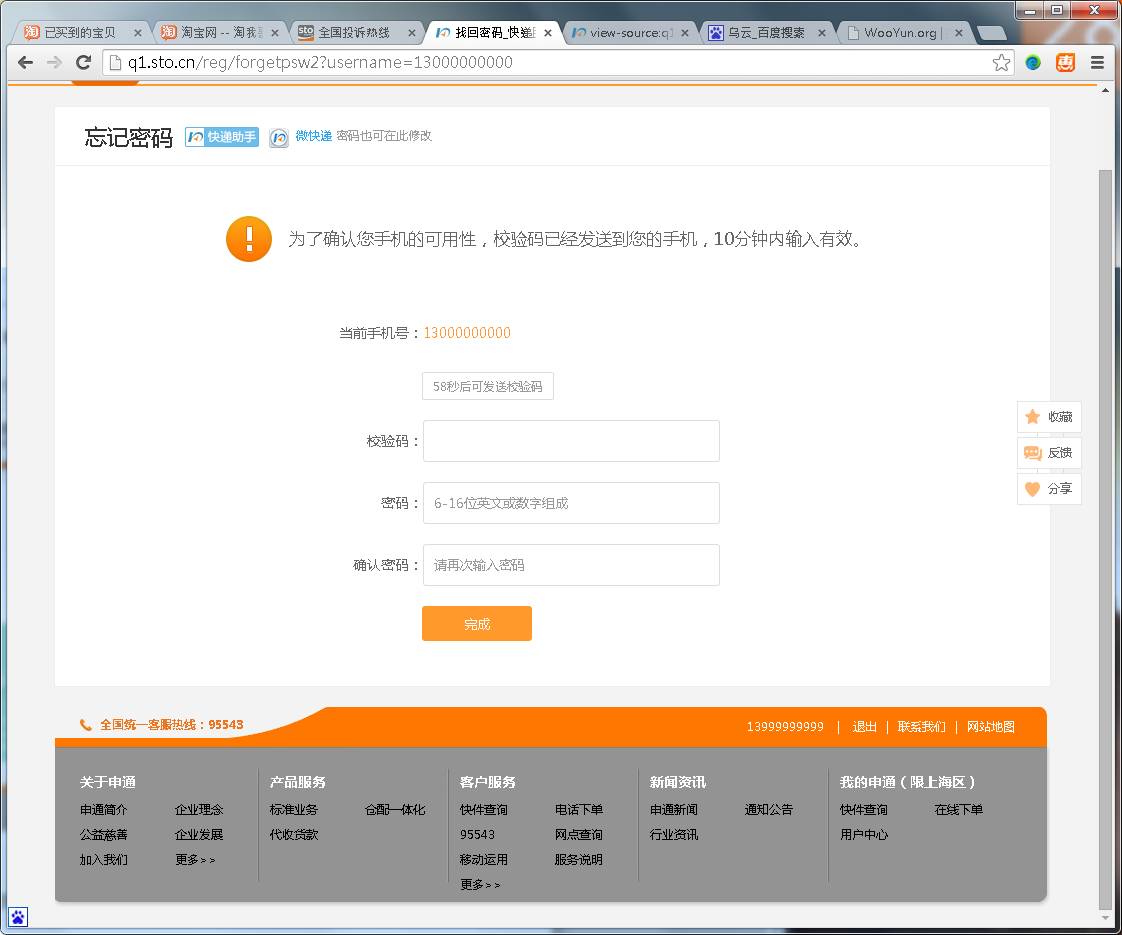 已买到的宝贝
淘宝网 -- 淘我
全国投诉热线
找回密码_快递
view-source:q1
乌云_百度搜索
WooYun.org |
q1.sto.cn/reg/forgetpsw2?username=13000000000
忘记密码 快递助手 微快递 密码也可在此修改
为了确认您手机的可用性，校验码已经发送到您的手机，10分钟内输入有效。
当前手机号：13000000000
58秒后可发送校验码
校验码：
密码：6-16位英文或数字组成
确认密码：请再次输入密码
完成
收藏
反馈
分享
全国统一客服热线：95543
13999999999 | 退出 | 联系我们 | 网站地图
关于申通 产品服务 客户服务 新闻资讯 我的申通（限上海区）
申通简介 企业理念 标准业务 仓配一体化 快件查询 电话下单 申通新闻 通知公告 快件查询 在线下单
公益慈善 企业发展 代收货款 95543 网点查询 行业资讯 用户中心
加入我们 更多>> 移动运用 服务说明
更多>>